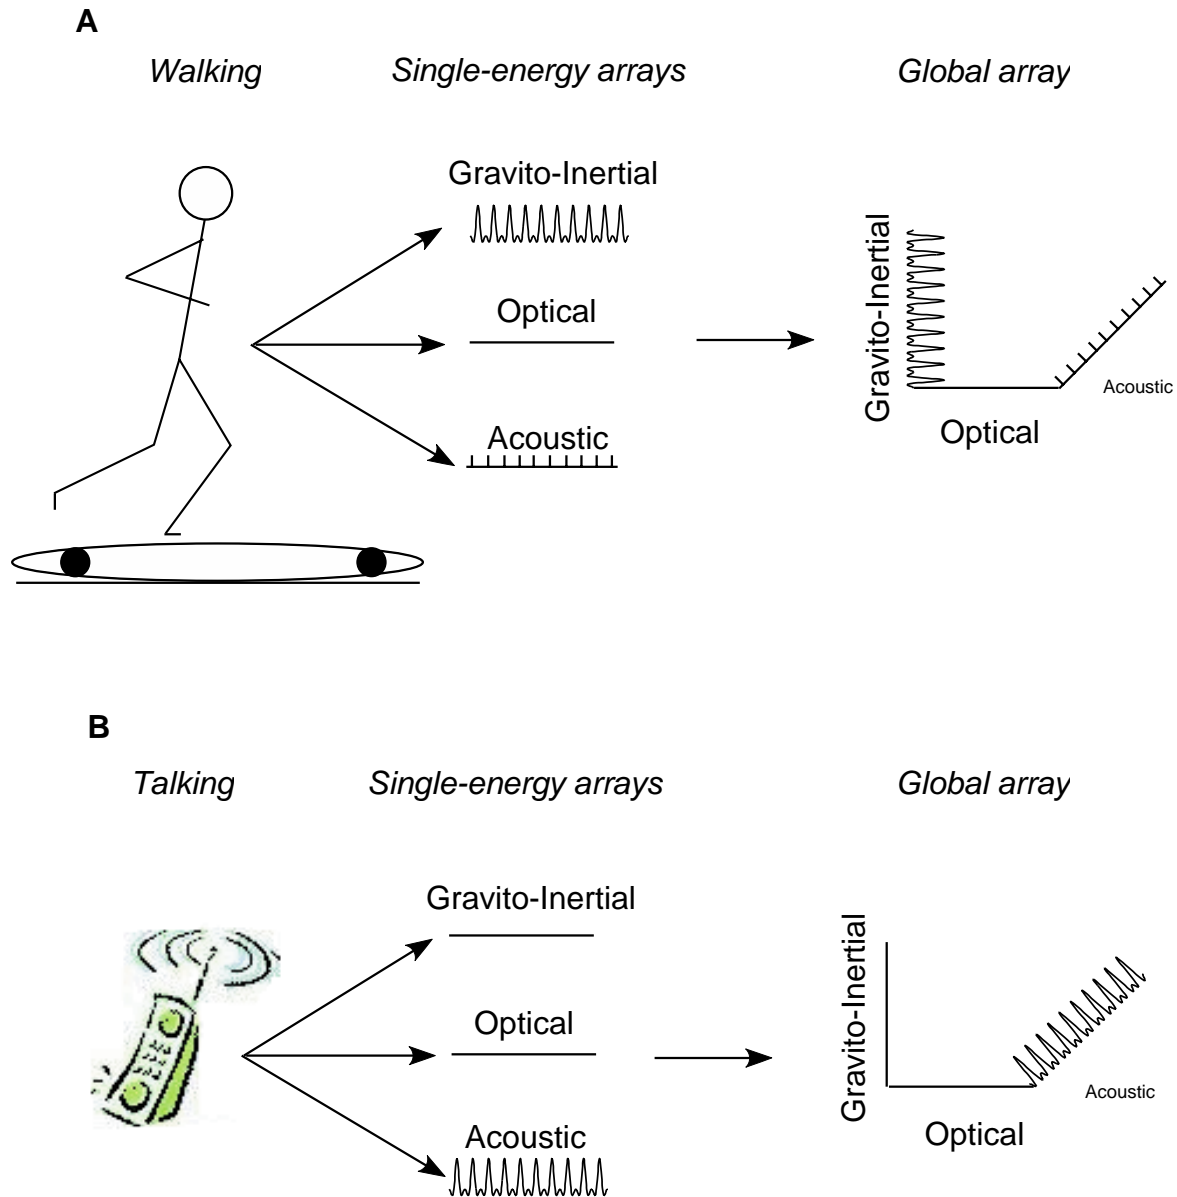 A
Walking
Single-energy arrays
Global array
Gravito-Inertial
Optical
Acoustic
Gravito-Inertial
Optical
Acoustic
B
Talking
Single-energy arrays
Global array
Gravito-Inertial
Optical
Acoustic
Gravito-Inertial
Optical
Acoustic